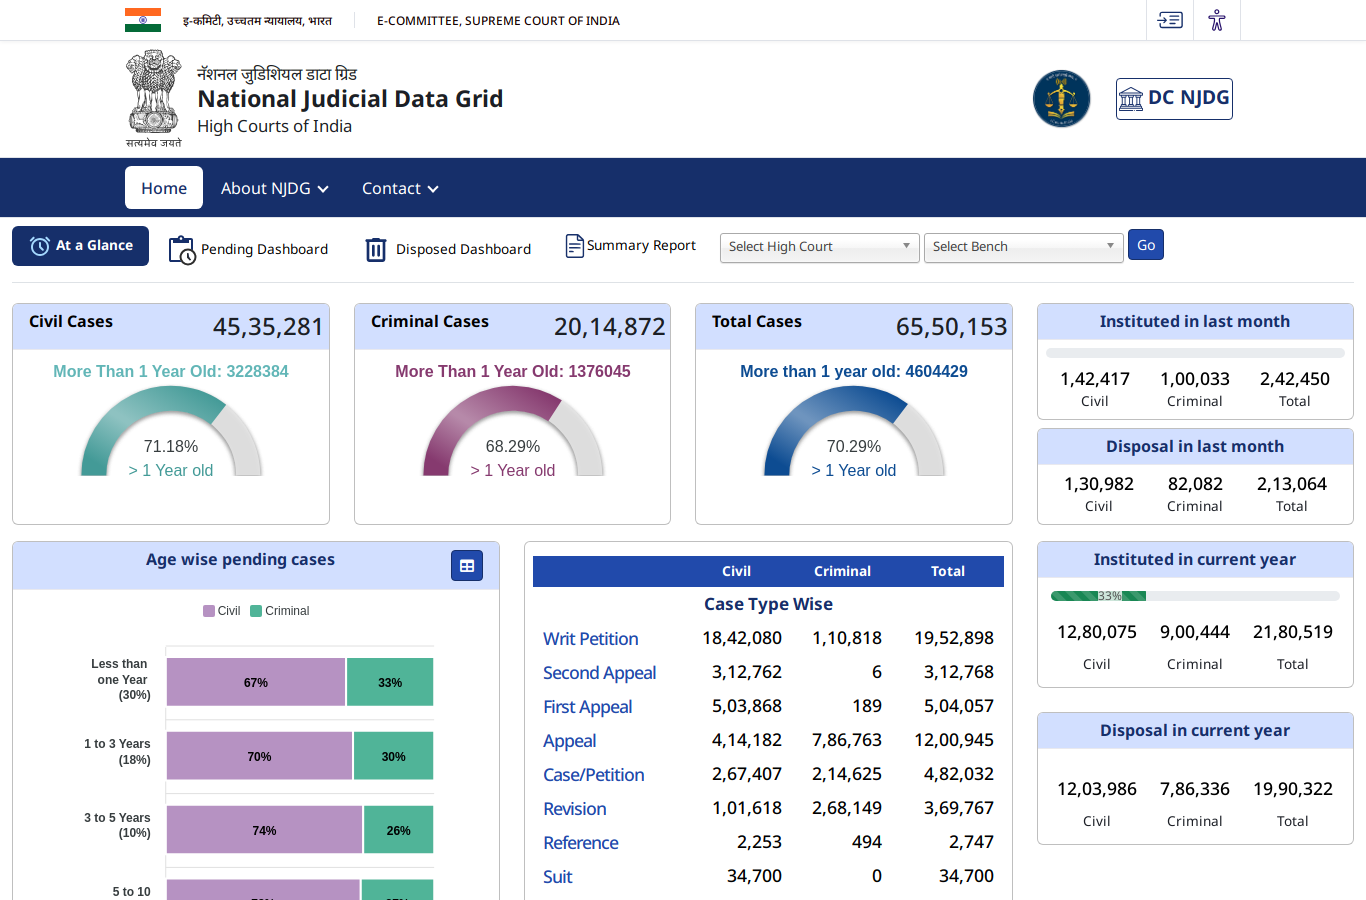 इ-कमिटी, उच्चतम न्यायालय, भारत
E-COMMITTEE, SUPREME COURT OF INDIA
नॅशनल जुडिशियल डाटा ग्रिड
National Judicial Data Grid
High Courts of India
सत्यमेव जयते
DC NJDG
Home
About NJDG
Contact
At a Glance
Pending Dashboard
Disposed Dashboard
Summary Report
Select High Court
Select Bench
Go
Civil Cases 45,35,281
More Than 1 Year Old: 3228384
71.18%
> 1 Year old
Criminal Cases 20,14,872
More Than 1 Year Old: 1376045
68.29%
> 1 Year old
Total Cases 65,50,153
More than 1 year old: 4604429
70.29%
> 1 Year old
Instituted in last month
1,42,417 1,00,033 2,42,450
Civil Criminal Total
Disposal in last month
1,30,982 82,082 2,13,064
Civil Criminal Total
Age wise pending cases
Civil Criminal
Less than
one Year
(30%)
67% 33%
1 to 3 Years
(18%)
70% 30%
3 to 5 Years
(10%)
74% 26%
5 to 10
Civil Criminal Total
Case Type Wise
Writ Petition 18,42,080 1,10,818 19,52,898
Second Appeal 3,12,762 6 3,12,768
First Appeal 5,03,868 189 5,04,057
Appeal 4,14,182 7,86,763 12,00,945
Case/Petition 2,67,407 2,14,625 4,82,032
Revision 1,01,618 2,68,149 3,69,767
Reference 2,253 494 2,747
Suit 34,700 0 34,700
Instituted in current year
33%
12,80,075 9,00,444 21,80,519
Civil Criminal Total
Disposal in current year
12,03,986 7,86,336 19,90,322
Civil Criminal Total